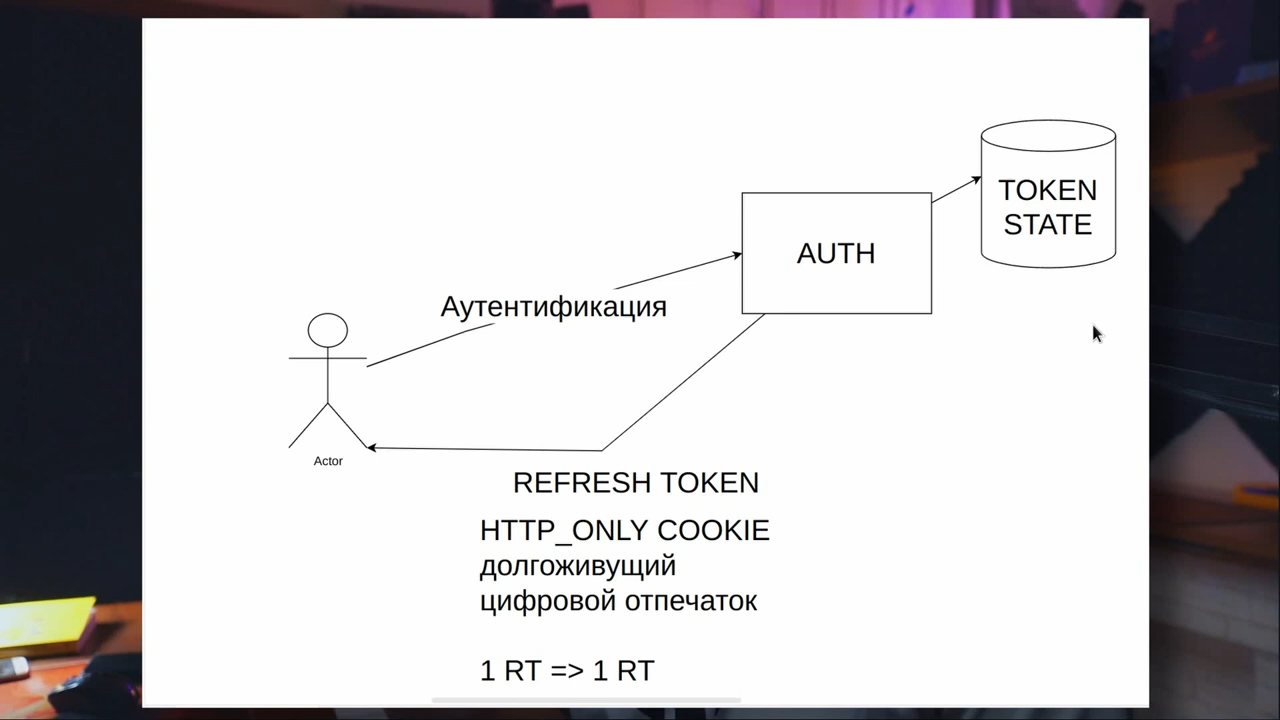 TOKEN
STATE
AUTH
Аутентификация
Actor
REFRESH TOKEN
HTTP_ONLY COOKIE
долгоживущий
цифровой отпечаток
1 RT => 1 RT